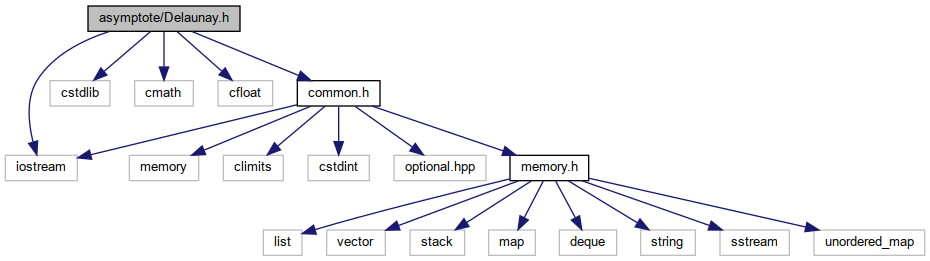 asymptote/Delaunay.h
cstdlib
cmath
cfloat
common.h
iostream
memory
climits
cstdint
optional.hpp
memory.h
list
vector
stack
map
deque
string
sstream
unordered_map